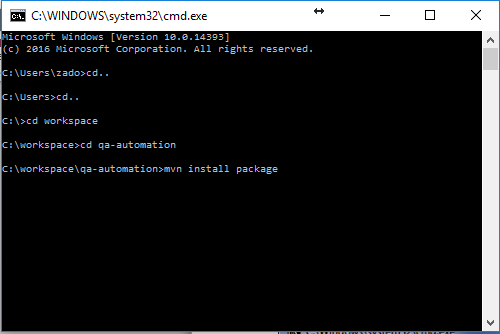 C:\WINDOWS\system32\cmd.exe
Microsoft Windows [Version 10.0.14393]
(c) 2016 Microsoft Corporation. All rights reserved.
C:\Users\zado>cd..
C:\Users>cd..
C:\>cd workspace
C:\workspace>cd qa-automation
C:\workspace\qa-automation>mvn install package